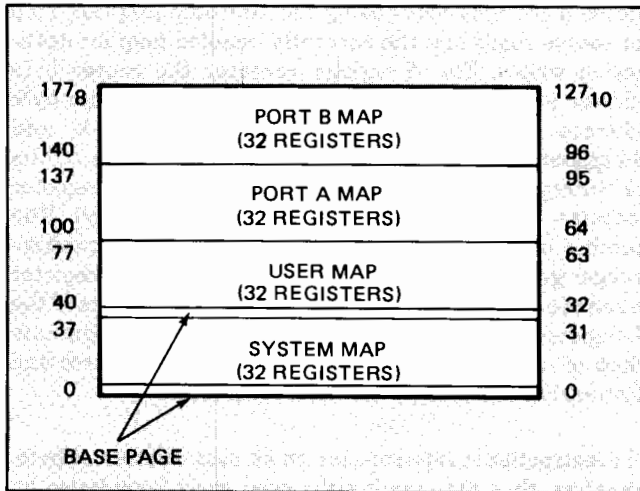 177₈
127₁₀
PORT B MAP
(32 REGISTERS)
140
96
137
95
PORT A MAP
(32 REGISTERS)
100
64
77
63
USER MAP
(32 REGISTERS)
40
32
37
31
SYSTEM MAP
(32 REGISTERS)
0
0
BASE PAGE